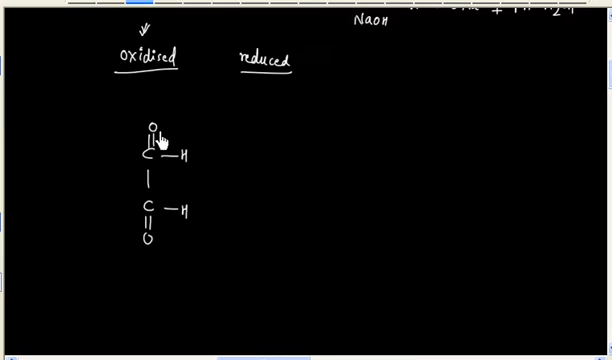 NaOH
oxidised reduced
O
C — H
C — H
O